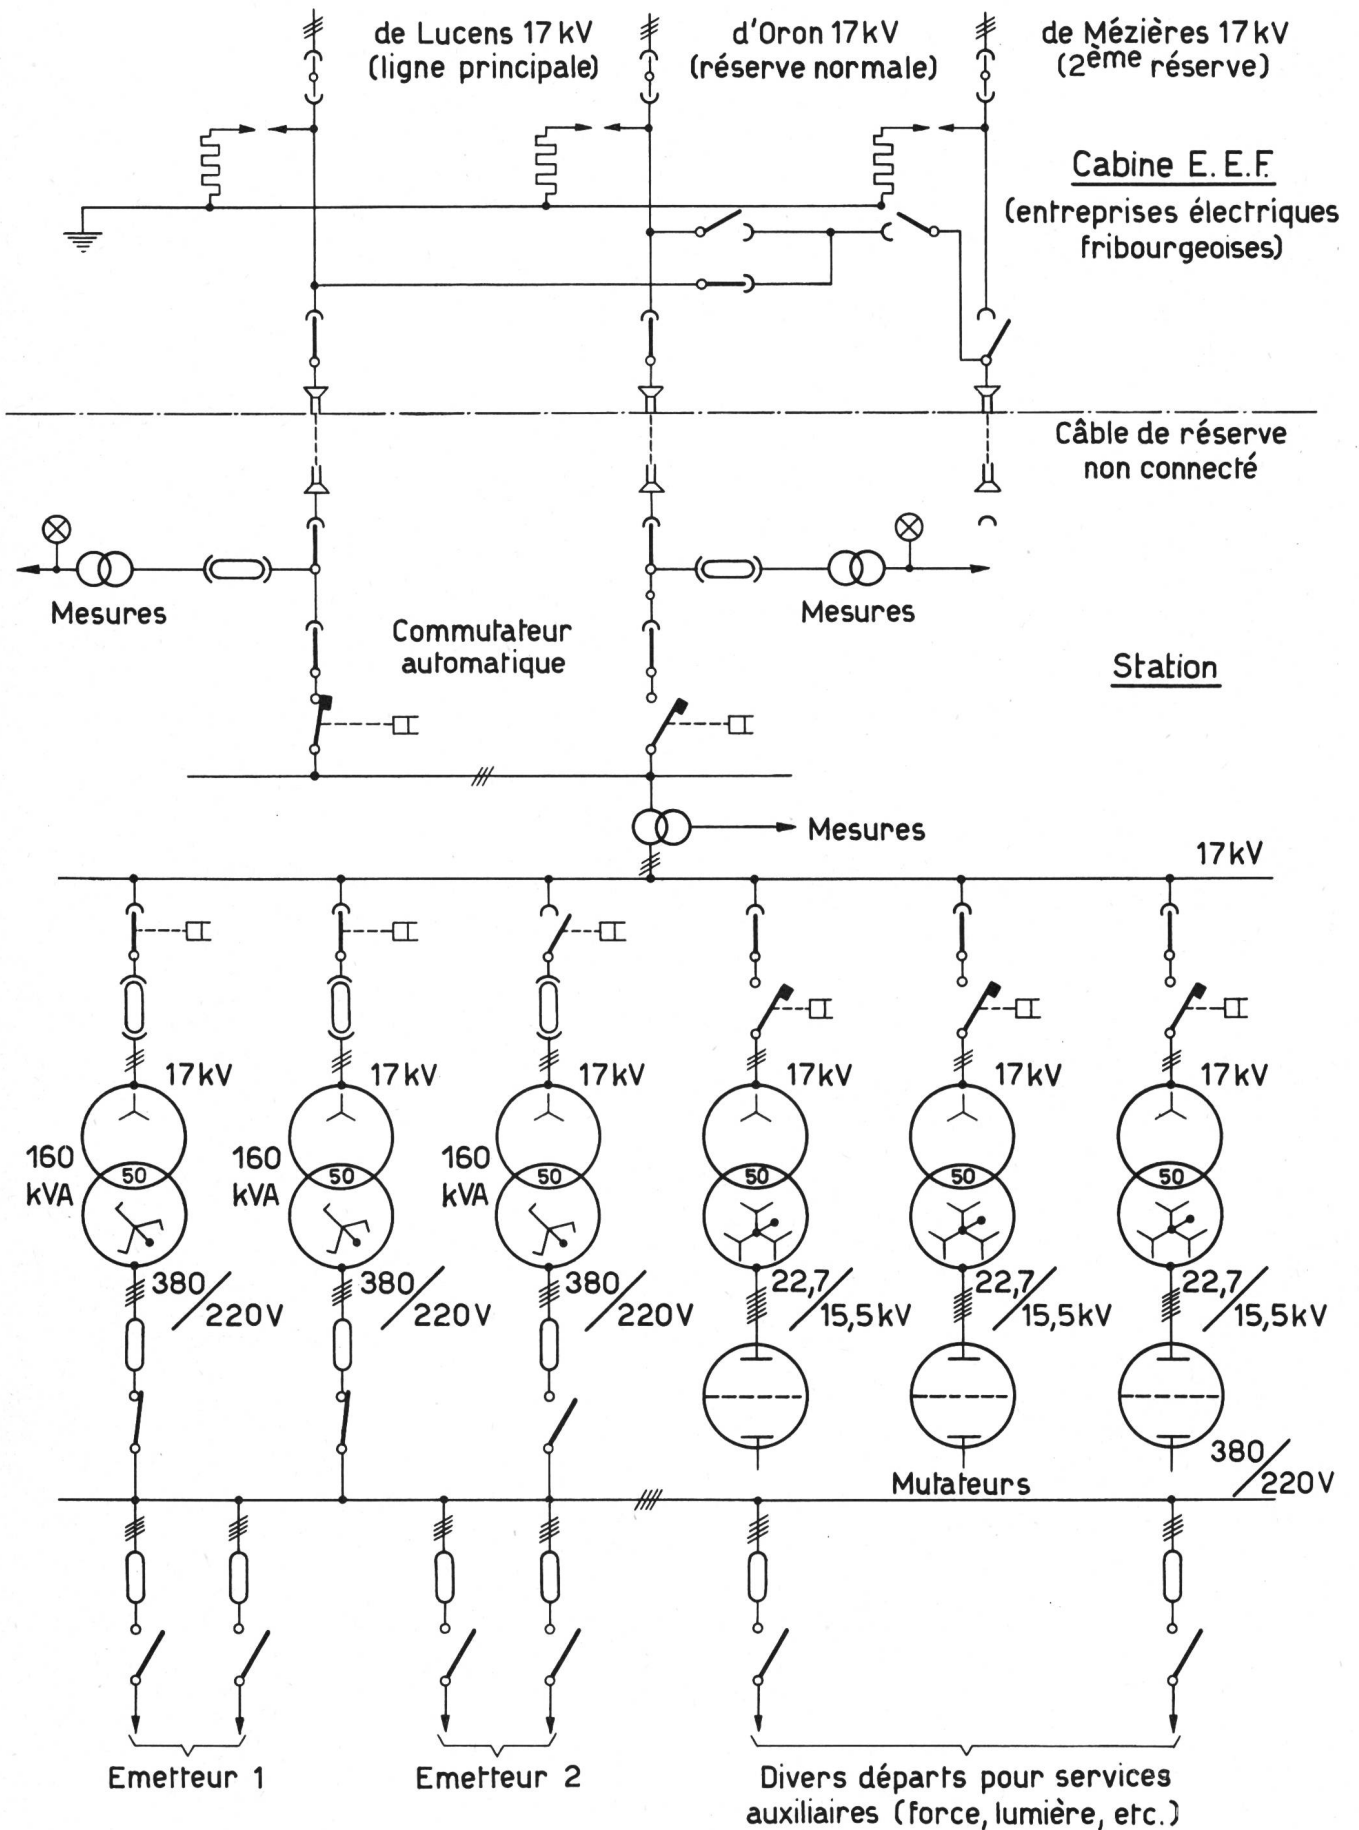 de Lucens 17 kV
(ligne principale)
d'Oron 17 kV
(réserve normale)
de Mézières 17 kV
(2ème réserve)
Cabine E. E. F.
(entreprises électriques
fribourgeoises)
Câble de réserve
non connecté
Mesures
Commutateur
automatique
Mesures
Station
Mesures
17 kV
17 kV
17 kV
17 kV
17 kV
17 kV
17 kV
160
kVA
50
160
kVA
50
160
kVA
50
50
50
50
380/
220 V
380/
220 V
380/
220 V
22,7/
15,5 kV
22,7/
15,5 kV
22,7/
15,5 kV
Mutateurs
380/
220 V
Emetteur 1
Emetteur 2
Divers départs pour services
auxiliaires (force, lumière, etc.)